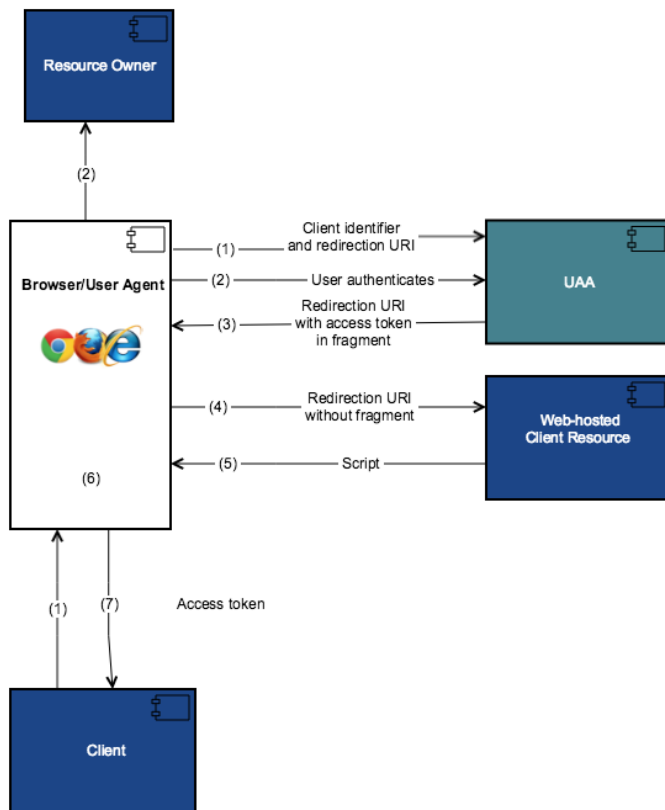 Resource Owner
(2)
Client identifier
(1)
and redirection URI
Browser/User Agent
(2)
User authenticates
UAA
Redirection URI
(3)
with access token
in fragment
(4)
Redirection URI
without fragment
Web-hosted
Client Resource
(5)
Script
(6)
(1)
(7)
Access token
Client